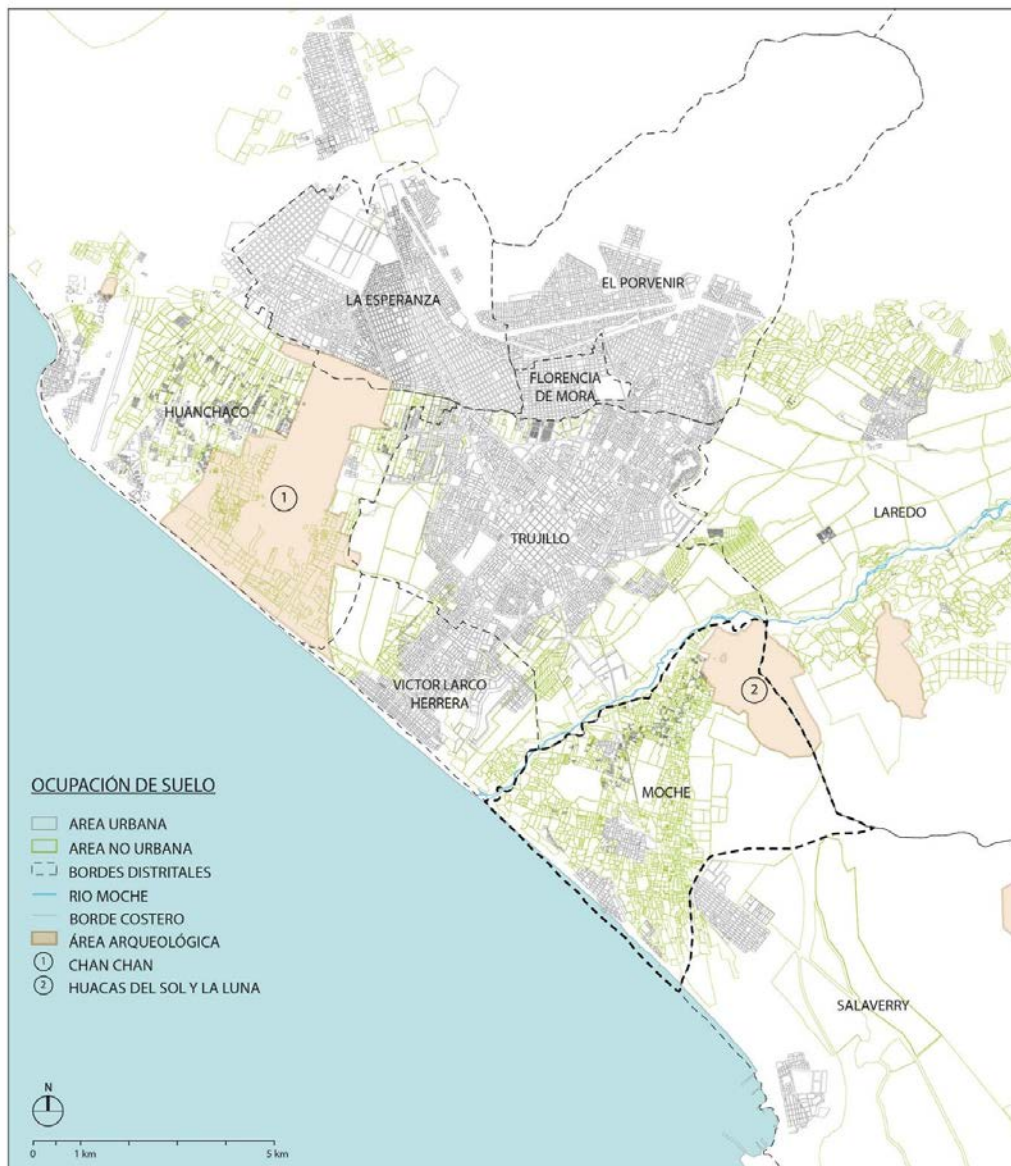 LA ESPERANZA
EL PORVENIR
FLORENCIA
DE MORA
HUANCHACO
1
TRUJILLO
LAREDO
VICTOR LARCO
HERRERA
2
MOCHE
SALAVERRY
OCUPACIÓN DE SUELO
AREA URBANA
AREA NO URBANA
BORDES DISTRITALES
RIO MOCHE
BORDE COSTERO
ÁREA ARQUEOLÓGICA
1 CHAN CHAN
2 HUACAS DEL SOL Y LA LUNA
N
0 1 km 5 km